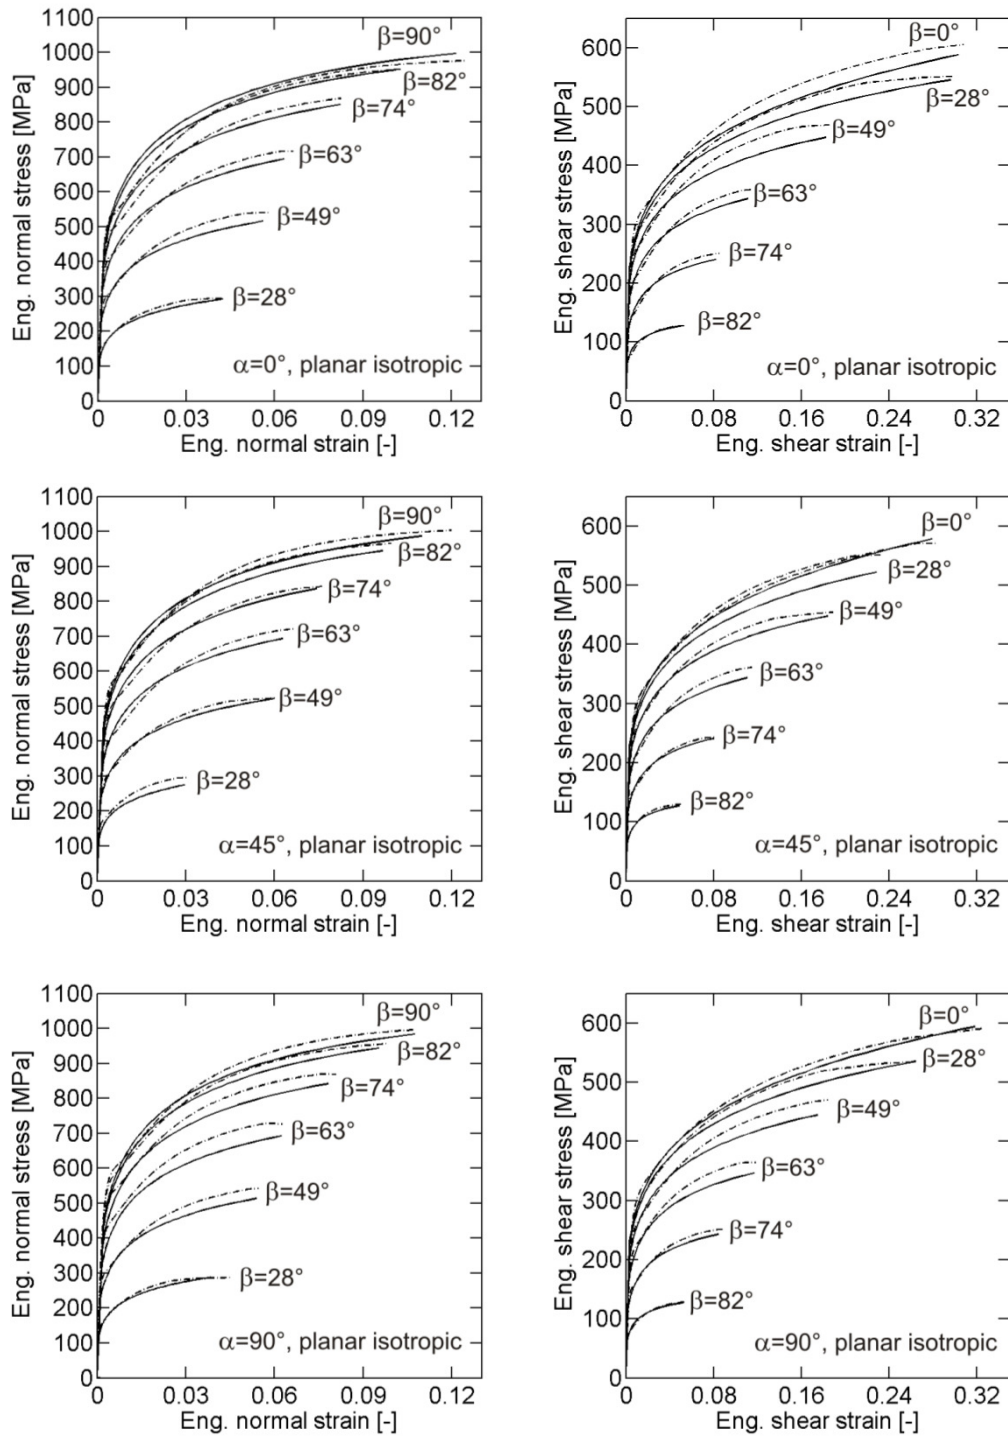 1100
1000
900
800
700
600
500
400
300
200
100
0
Eng. normal stress [MPa]
β=90°
β=82°
β=74°
β=63°
β=49°
β=28°
α=0°, planar isotropic
0 0.03 0.06 0.09 0.12
Eng. normal strain [-]
600
500
400
300
200
100
0
Eng. shear stress [MPa]
β=0°
β=28°
β=49°
β=63°
β=74°
β=82°
α=0°, planar isotropic
0 0.08 0.16 0.24 0.32
Eng. shear strain [-]
1100
1000
900
800
700
600
500
400
300
200
100
0
Eng. normal stress [MPa]
β=90°
β=82°
β=74°
β=63°
β=49°
β=28°
α=45°, planar isotropic
0 0.03 0.06 0.09 0.12
Eng. normal strain [-]
600
500
400
300
200
100
0
Eng. shear stress [MPa]
β=0°
β=28°
β=49°
β=63°
β=74°
β=82°
α=45°, planar isotropic
0 0.08 0.16 0.24 0.32
Eng. shear strain [-]
1100
1000
900
800
700
600
500
400
300
200
100
0
Eng. normal stress [MPa]
β=90°
β=82°
β=74°
β=63°
β=49°
β=28°
α=90°, planar isotropic
0 0.03 0.06 0.09 0.12
Eng. normal strain [-]
600
500
400
300
200
100
0
Eng. shear stress [MPa]
β=0°
β=28°
β=49°
β=63°
β=74°
β=82°
α=90°, planar isotropic
0 0.08 0.16 0.24 0.32
Eng. shear strain [-]